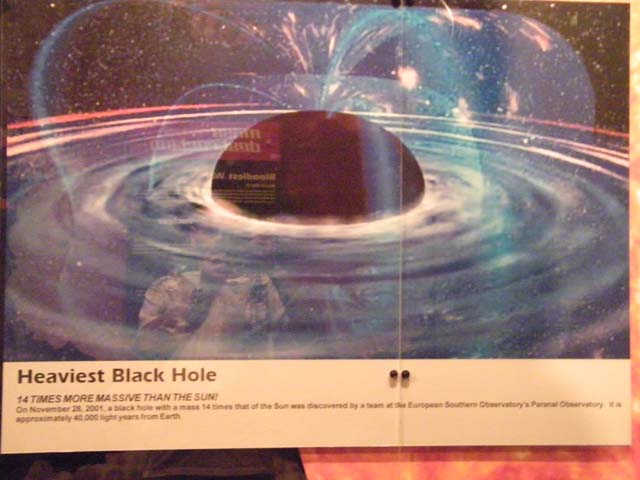 Bloodiest
Heaviest Black Hole
14 TIMES MORE MASSIVE THAN THE SUN!
On November 28, 2001, a black hole with a mass 14 times that of the Sun was discovered by a team at the European Southern Observatory's Paranal Observatory. It is
approximately 40,000 light years from Earth.